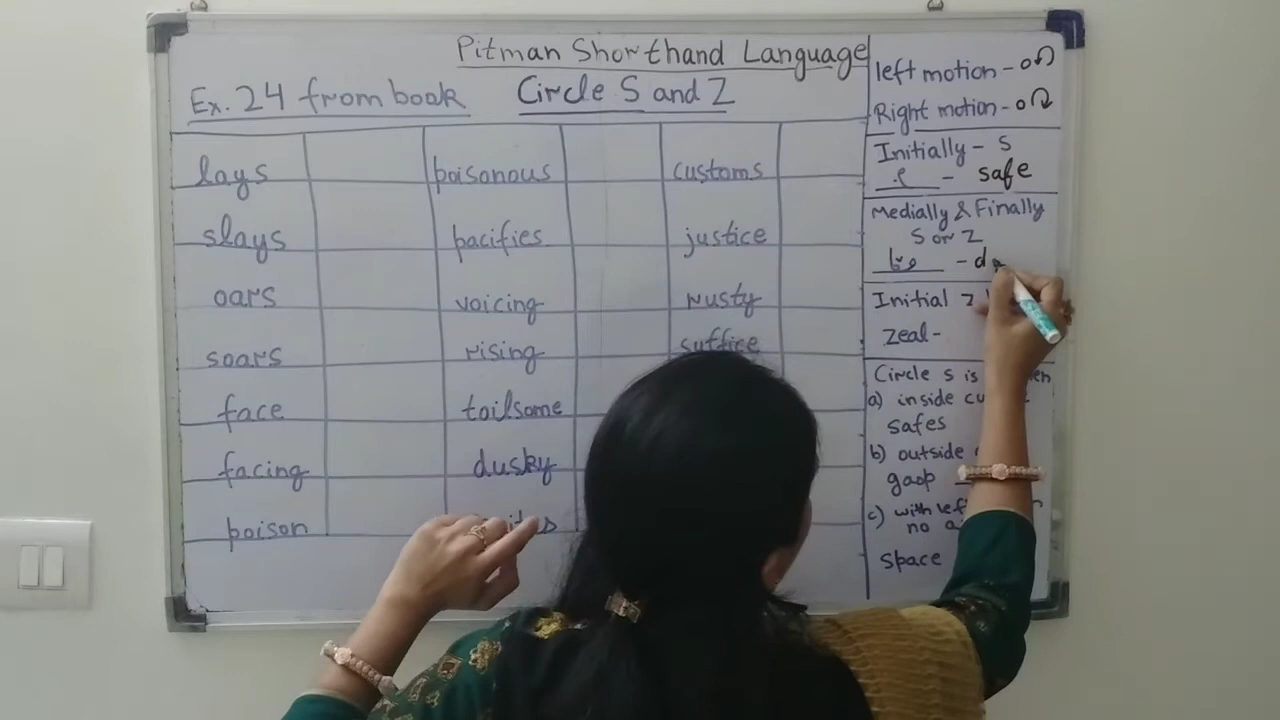 Pitman Shorthand Language
Ex. 24 from book
Circle S and Z
lays
poisonous
customs
slays
pacifies
justice
oars
voicing
rusty
soars
rising
suffice
face
toilsome
facing
dusky
poison
left motion -
Right motion -
Initially - S
- safe
Medially & Finally
S or Z
- d
Initial Z
zeal -
Circle S is
a) inside
safes
b) outside
gasp
c) with
no
space